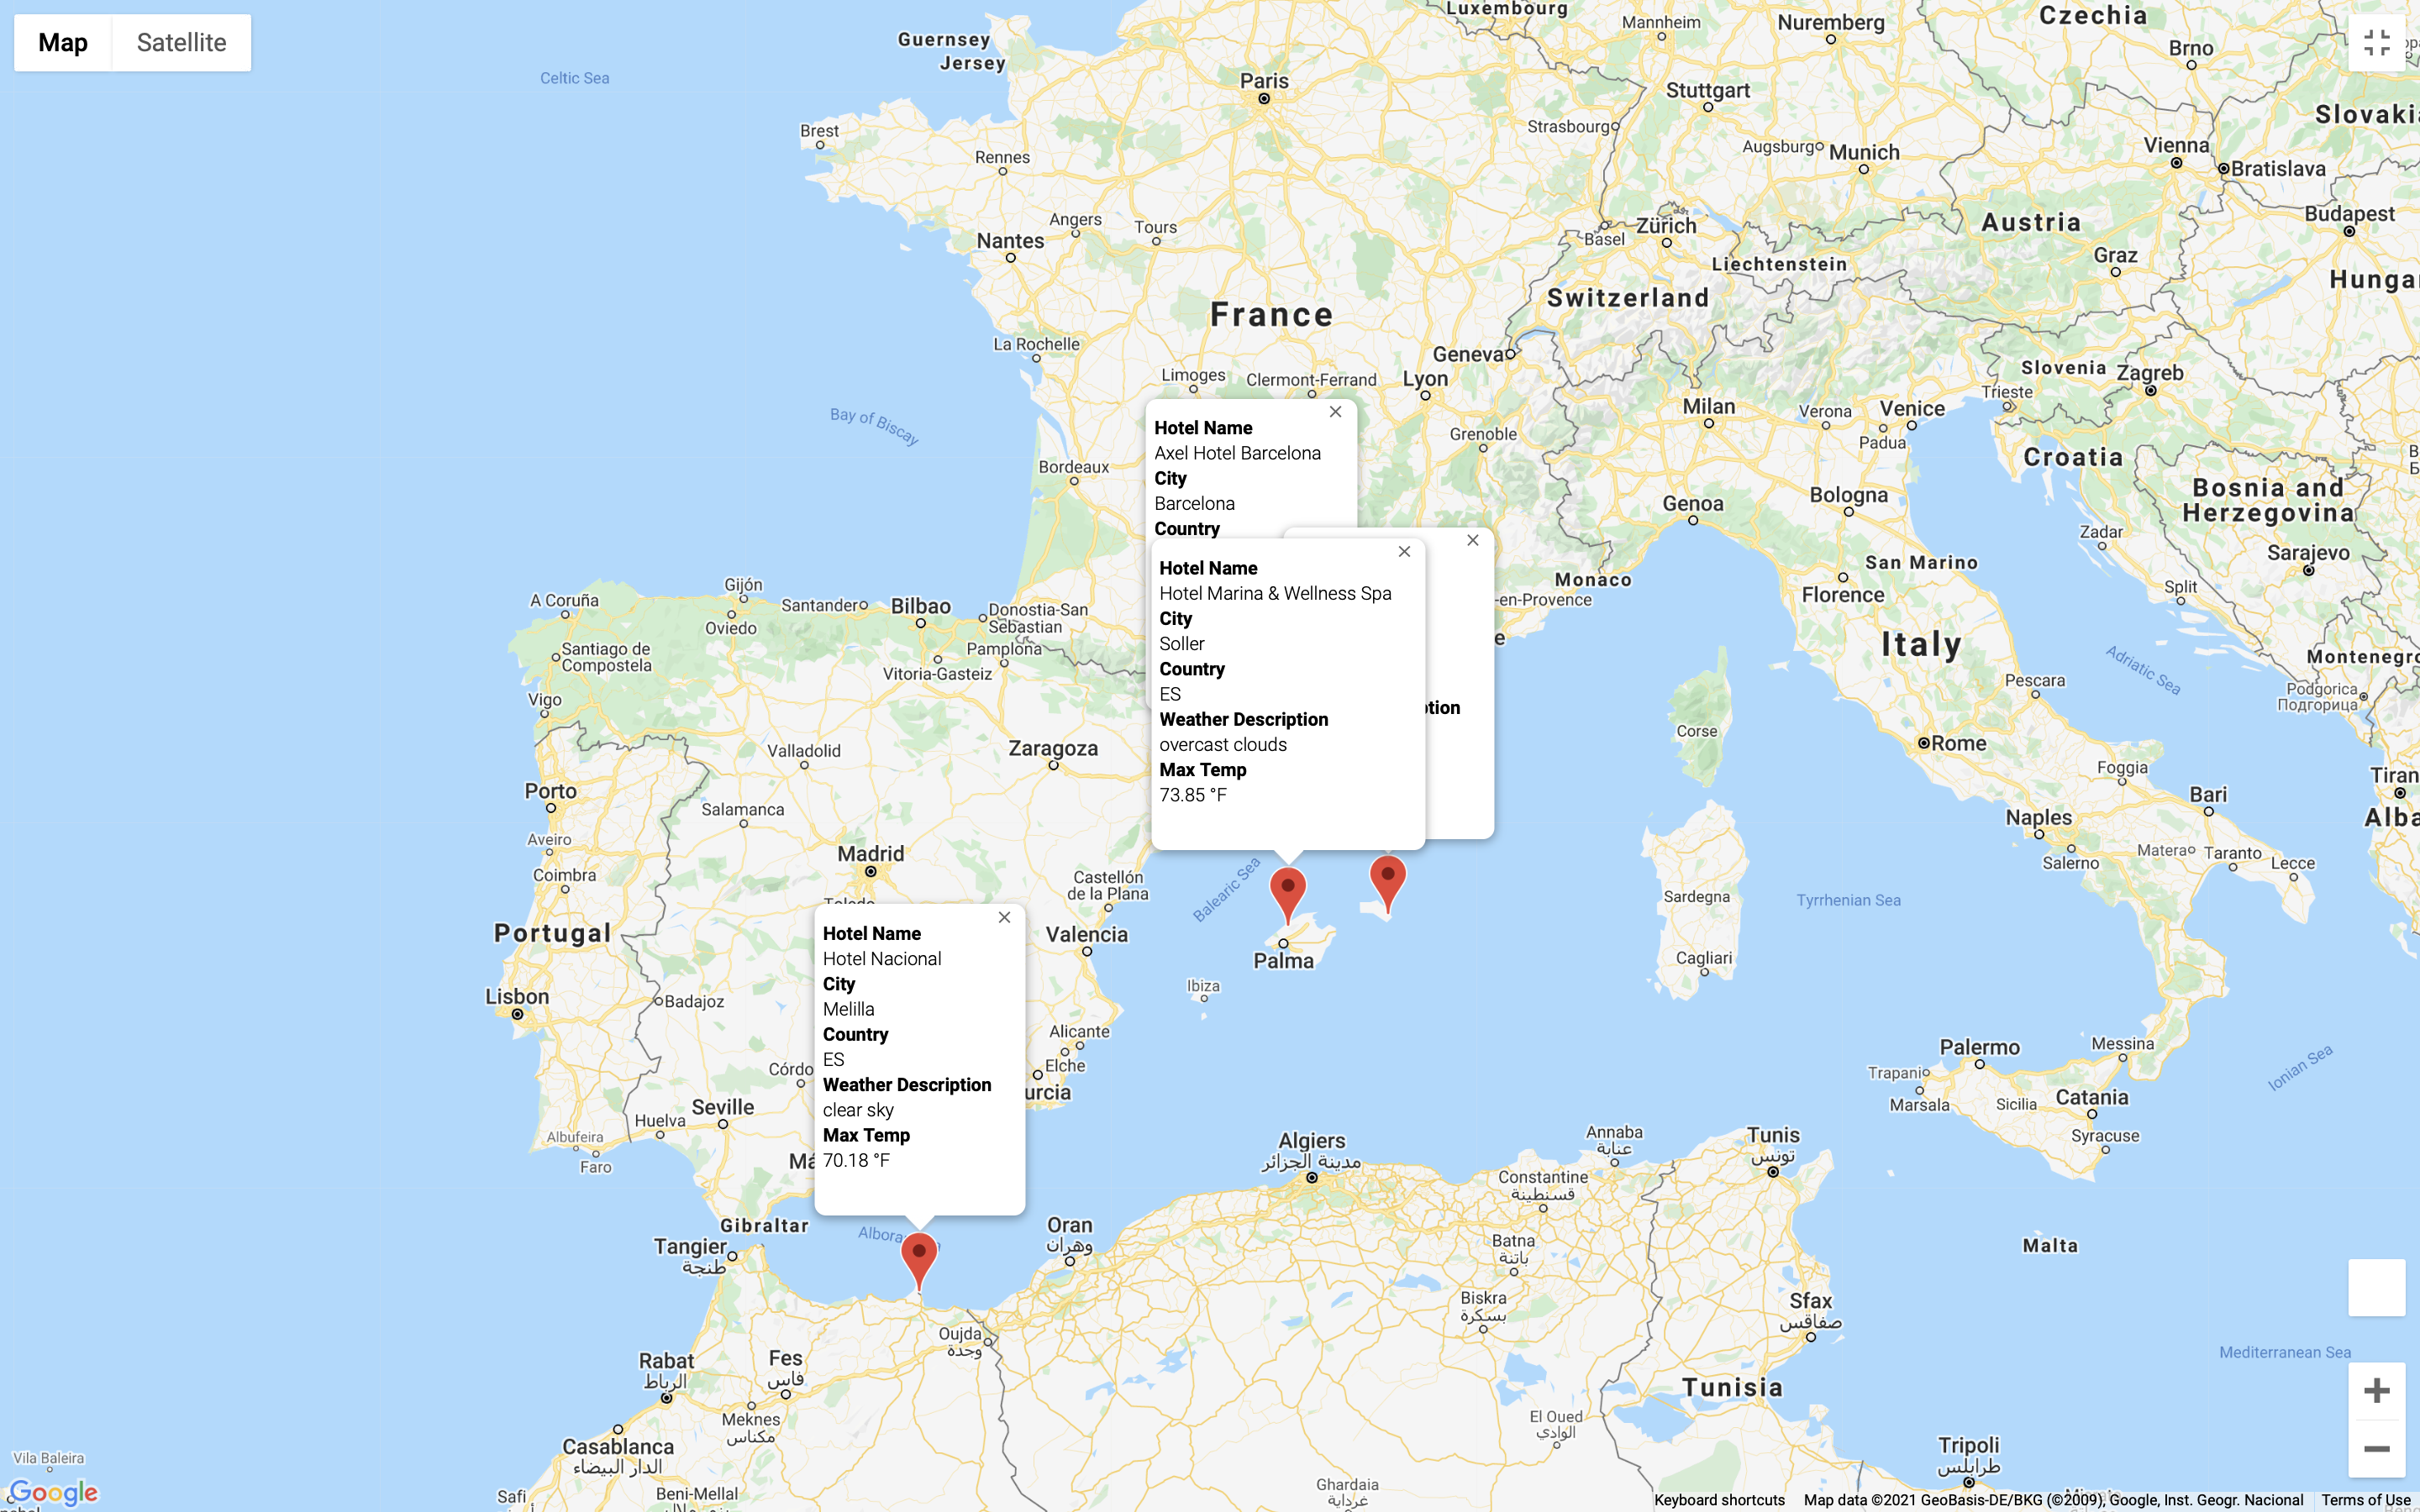 Map Satellite
Celtic Sea
Guernsey
Jersey
Luxembourg
Mannheim
Nuremberg
Czechia
Brno
Paris
Stuttgart
Strasbourg
Augsburg
Munich
Vienna
Bratislava
Brest
Rennes
Angers
Tours
Nantes
Zürich
Basel
Liechtenstein
Austria
Budapest
Graz
Switzerland
France
La Rochelle
Geneva
Limoges
Clermont-Ferrand
Lyon
Slovenia
Zagreb
Trieste
Milan
Verona
Venice
Padua
Grenoble
Bay of Biscay
Bordeaux
Croatia
Genoa
Bologna
Bosnia and
Herzegovina
Zadar
Sarajevo
San Marino
Split
Monaco
-en-Provence
Florence
Italy
Adriatic Sea
Pescara
Podgorica
Подгорица
Hotel Name
Axel Hotel Barcelona
City
Barcelona
Country
Hotel Name
Hotel Marina & Wellness Spa
City
Soller
Country
ES
Weather Description
overcast clouds
Max Temp
73.85 °F
A Coruña
Gijón
Santander
Bilbao
Oviedo
Donostia-San
Sebastian
Santiago de
Compostela
Pamplona
Vitoria-Gasteiz
Vigo
Corse
Rome
Valladolid
Zaragoza
Foggia
Bari
Porto
Salamanca
Naples
Salerno
Matera
Taranto
Lecce
Aveiro
Madrid
Coimbra
Toledo
Castellón
de la Plana
Balearic Sea
Sardegna
Tyrrhenian Sea
Portugal
Valencia
Palma
Cagliari
Ibiza
Lisbon
Badajoz
Hotel Name
Hotel Nacional
City
Melilla
Country
ES
Weather Description
clear sky
Max Temp
70.18 °F
Alicante
Elche
Palermo
Messina
Ionian Sea
Trapani
Marsala
Sicilia
Catania
Syracuse
Seville
Huelva
Albufeira
Faro
Algiers
مدينة الجزائر
Annaba
عنابة
Tunis
تونس
Constantine
قسنطينة
Gibraltar
Tangier
طنجة
Oran
وهران
Batna
باتنة
Malta
Biskra
بسكرة
Sfax
صفاقس
Oujda
وجدة
Mediterranean Sea
Rabat
الرباط
Fes
فاس
Tunisia
Meknes
مكناس
El Oued
الوادي
Casablanca
الدار البيضاء
Vila Baleira
Tripoli
طرابلس
Ghardaia
غرداية
Safi
Beni-Mellal
Google
Keyboard shortcuts Map data ©2021 GeoBasis-DE/BKG (©2009), Google, Inst. Geogr. Nacional Terms of Use